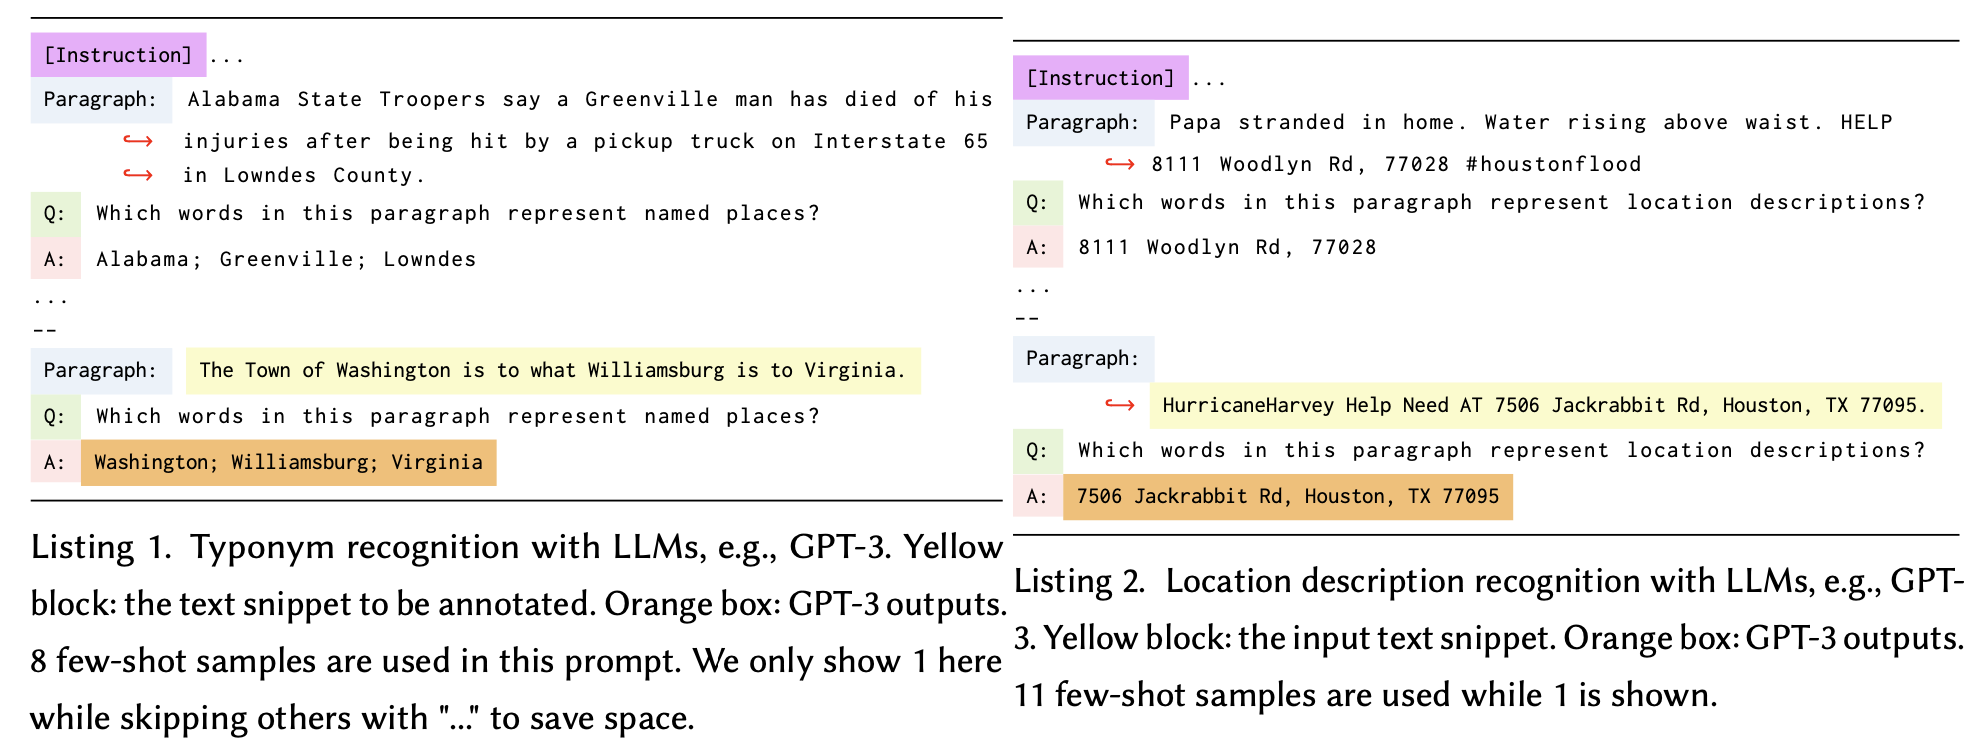 [Instruction] ...
Paragraph: Alabama State Troopers say a Greenville man has died of his
↪ injuries after being hit by a pickup truck on Interstate 65
↪ in Lowndes County.
Q: Which words in this paragraph represent named places?
A: Alabama; Greenville; Lowndes
...
--
Paragraph: The Town of Washington is to what Williamsburg is to Virginia.
Q: Which words in this paragraph represent named places?
A: Washington; Williamsburg; Virginia
Listing 1. Typonym recognition with LLMs, e.g., GPT-3. Yellow
block: the text snippet to be annotated. Orange box: GPT-3 outputs.
8 few-shot samples are used in this prompt. We only show 1 here
while skipping others with "..." to save space.
[Instruction] ...
Paragraph: Papa stranded in home. Water rising above waist. HELP
↪ 8111 Woodlyn Rd, 77028 #houstonflood
Q: Which words in this paragraph represent location descriptions?
A: 8111 Woodlyn Rd, 77028
...
--
Paragraph:
↪ HurricaneHarvey Help Need AT 7506 Jackrabbit Rd, Houston, TX 77095.
Q: Which words in this paragraph represent location descriptions?
A: 7506 Jackrabbit Rd, Houston, TX 77095
Listing 2. Location description recognition with LLMs, e.g., GPT-
3. Yellow block: the input text snippet. Orange box: GPT-3 outputs.
11 few-shot samples are used while 1 is shown.